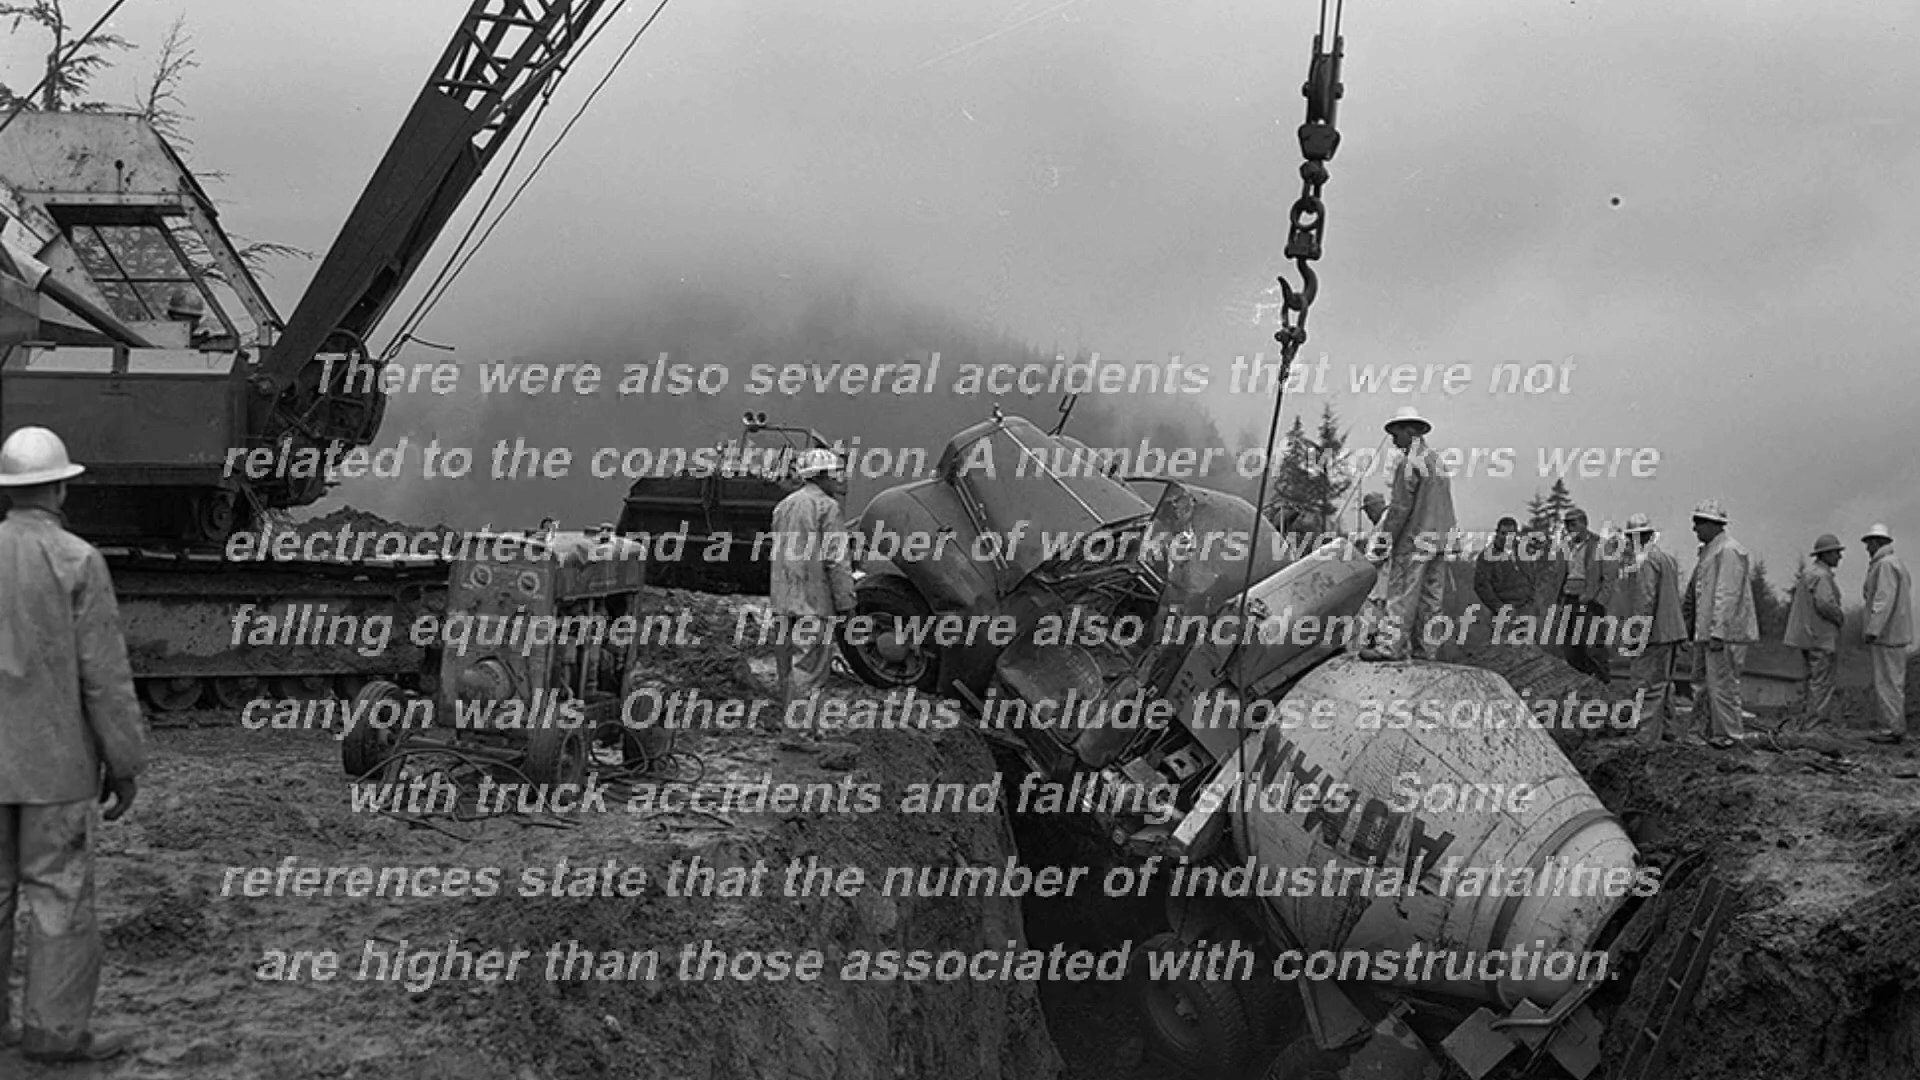 There were also several accidents that were not
related to the construction. A number of workers were
electrocuted, and a number of workers were struck by
falling equipment. There were also incidents of falling
canyon walls. Other deaths include those associated
with truck accidents and falling slides. Some
references state that the number of industrial fatalities
are higher than those associated with construction.